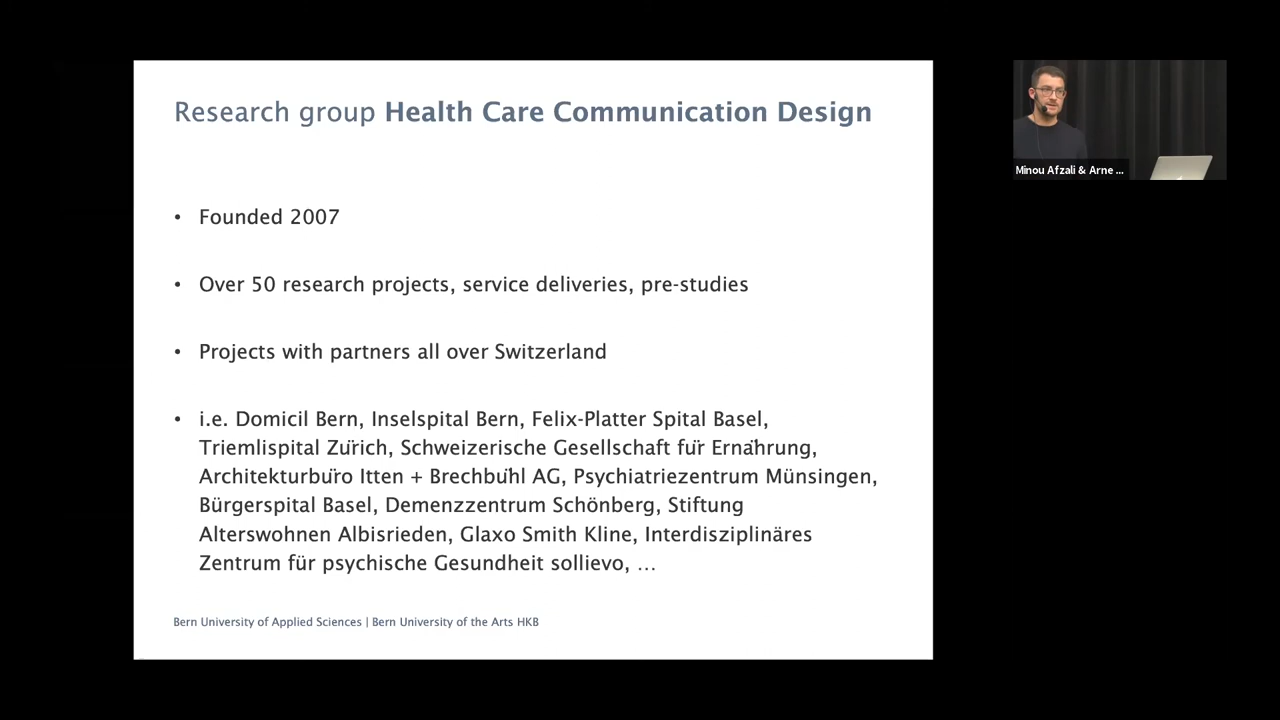 Research group Health Care Communication Design
• Founded 2007
• Over 50 research projects, service deliveries, pre-studies
• Projects with partners all over Switzerland
• i.e. Domicil Bern, Inselspital Bern, Felix-Platter Spital Basel,
Triemlispital Zürich, Schweizerische Gesellschaft für Ernährung,
Architekturbüro Itten + Brechbühl AG, Psychiatriezentrum Münsingen,
Bürgerspital Basel, Demenzzentrum Schönberg, Stiftung
Alterswohnen Albisrieden, Glaxo Smith Kline, Interdisziplinäres
Zentrum für psychische Gesundheit sollievo, …
Bern University of Applied Sciences | Bern University of the Arts HKB
Minou Afzali & Arne ...